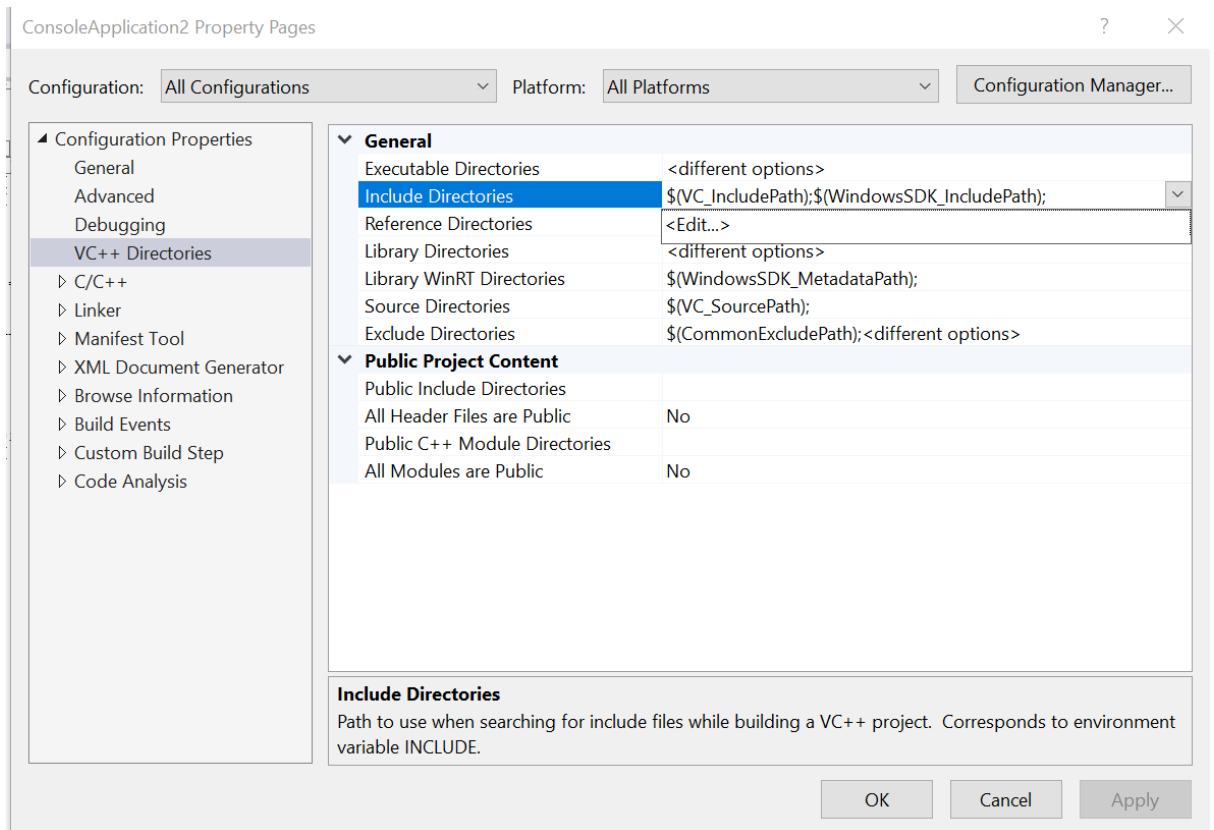 ConsoleApplication2 Property Pages
Configuration: All Configurations Platform: All Platforms Configuration Manager...
Configuration Properties
General
Advanced
Debugging
VC++ Directories
C/C++
Linker
Manifest Tool
XML Document Generator
Browse Information
Build Events
Custom Build Step
Code Analysis
General
Executable Directories <different options>
Include Directories $(VC_IncludePath);$(WindowsSDK_IncludePath);
Reference Directories <Edit...>
Library Directories <different options>
Library WinRT Directories $(WindowsSDK_MetadataPath);
Source Directories $(VC_SourcePath);
Exclude Directories $(CommonExcludePath);<different options>
Public Project Content
Public Include Directories
All Header Files are Public No
Public C++ Module Directories
All Modules are Public No
Include Directories
Path to use when searching for include files while building a VC++ project.  Corresponds to environment
variable INCLUDE.
OK Cancel Apply